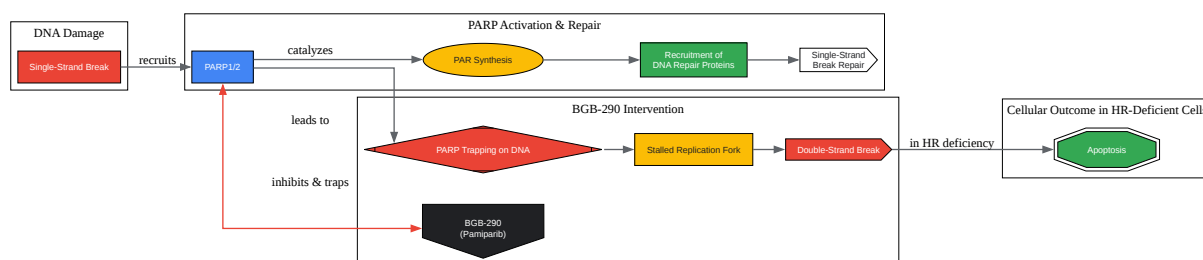 DNA Damage
Single-Strand Break
recruits
PARP Activation & Repair
PARP1/2
catalyzes
PAR Synthesis
Recruitment of
DNA Repair Proteins
Single-Strand
Break Repair
leads to
inhibits & traps
BGB-290 Intervention
PARP Trapping on DNA
Stalled Replication Fork
Double-Strand Break
BGB-290
(Pamiparib)
in HR deficiency
Cellular Outcome in HR-Deficient Cells
Apoptosis